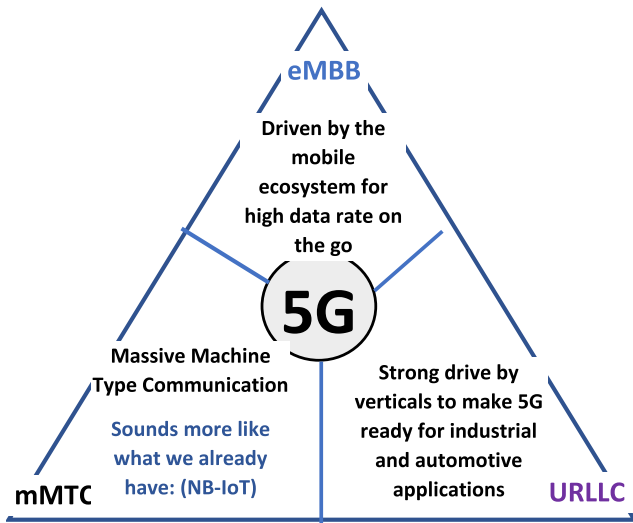 eMBB
Driven by the
mobile
ecosystem for
high data rate on
the go
5G
Massive Machine
Type Communication
Sounds more like
what we already
have: (NB-IoT)
mMTC
Strong drive by
verticals to make 5G
ready for industrial
and automotive
applications
URLLC